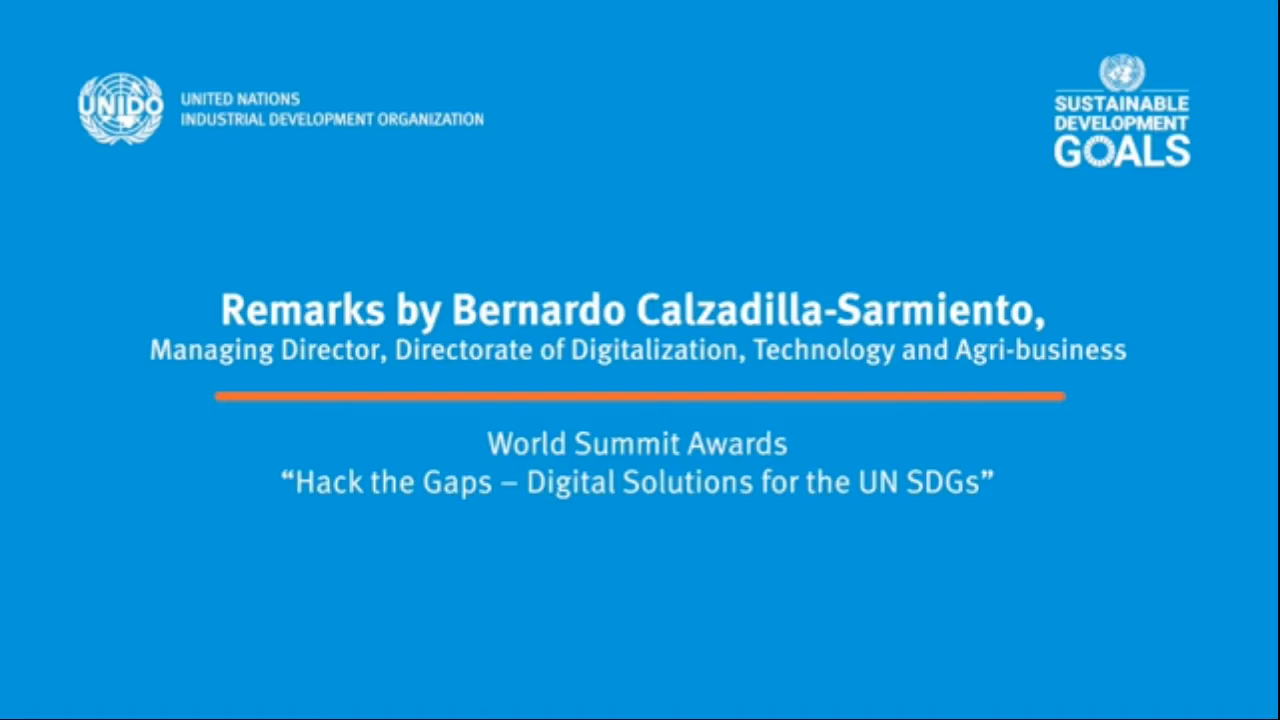 UNIDO
UNITED NATIONS
INDUSTRIAL DEVELOPMENT ORGANIZATION
SUSTAINABLE
DEVELOPMENT
GOALS
Remarks by Bernardo Calzadilla-Sarmiento,
Managing Director, Directorate of Digitalization, Technology and Agri-business
World Summit Awards
“Hack the Gaps – Digital Solutions for the UN SDGs”